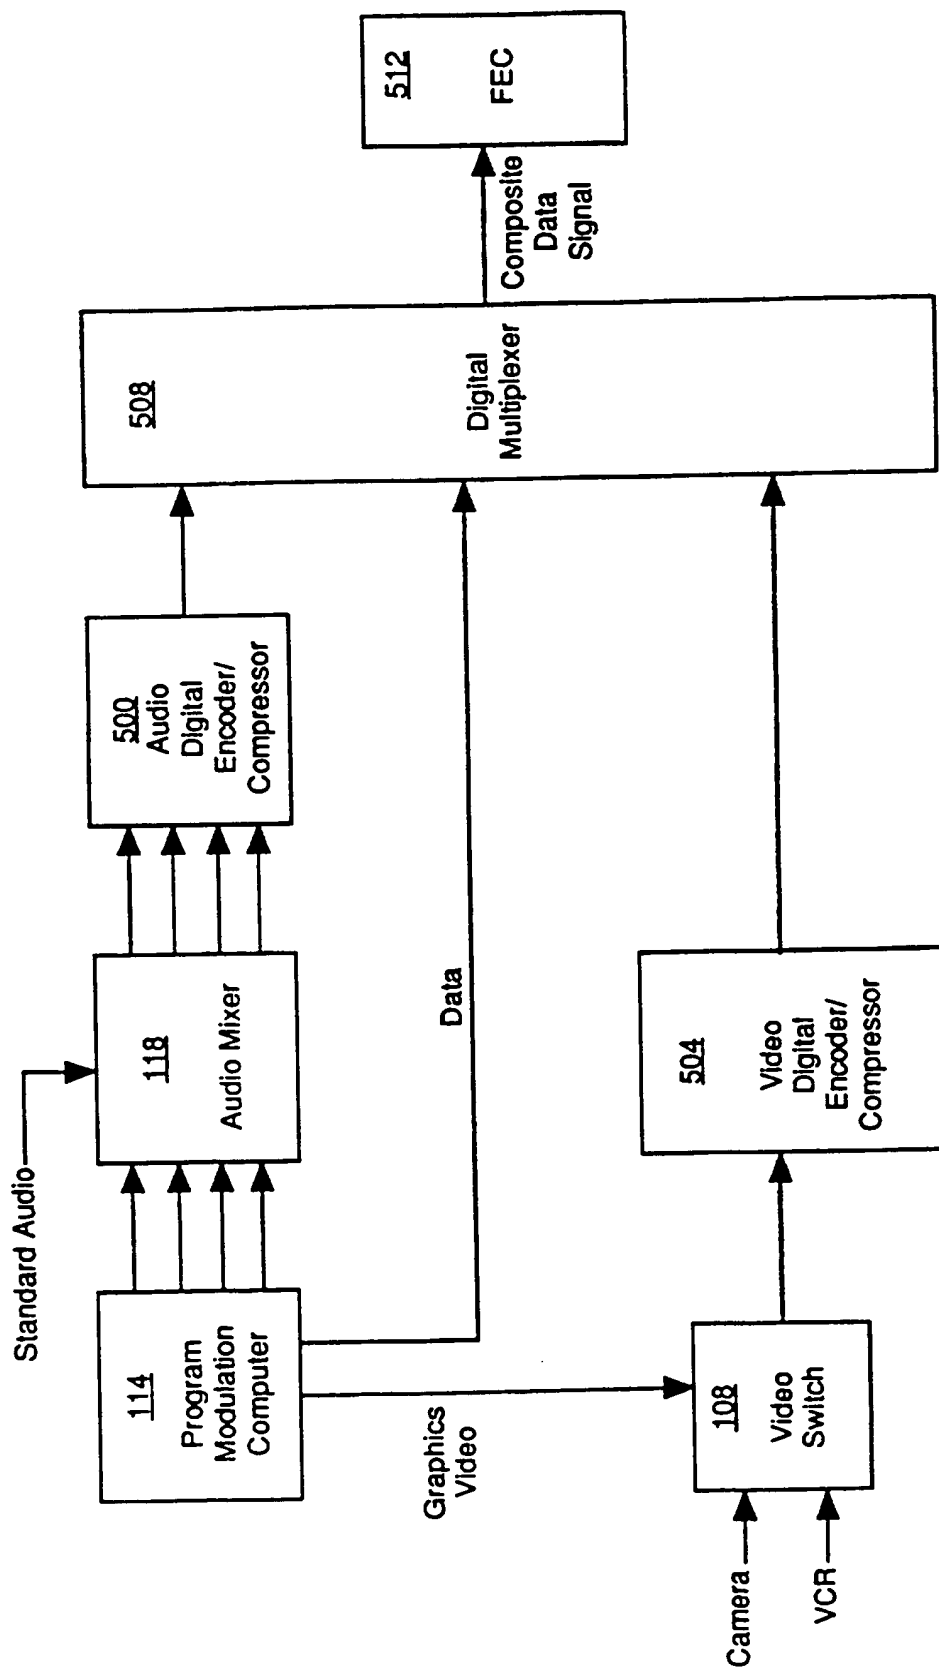 Standard Audio
114
Program
Modulation
Computer
118
Audio Mixer
500
Audio
Digital
Encoder/
Compressor
508
Digital
Multiplexer
Composite
Data
Signal
512
FEC
Data
Graphics
Video
Camera
VCR
108
Video
Switch
504
Video
Digital
Encoder/
Compressor